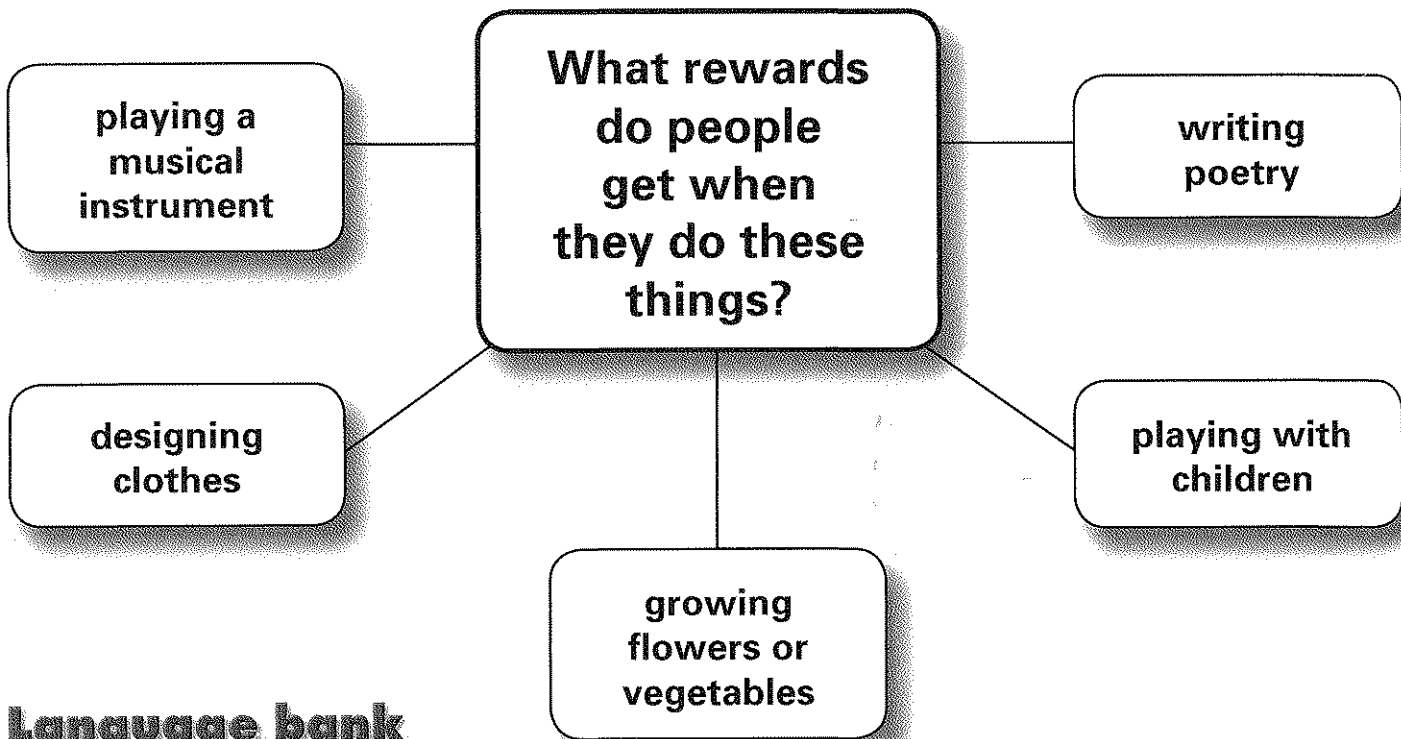 What rewards
do people
get when
they do these
things?
playing a
musical
instrument
writing
poetry
designing
clothes
playing with
children
growing
flowers or
vegetables
Language bank